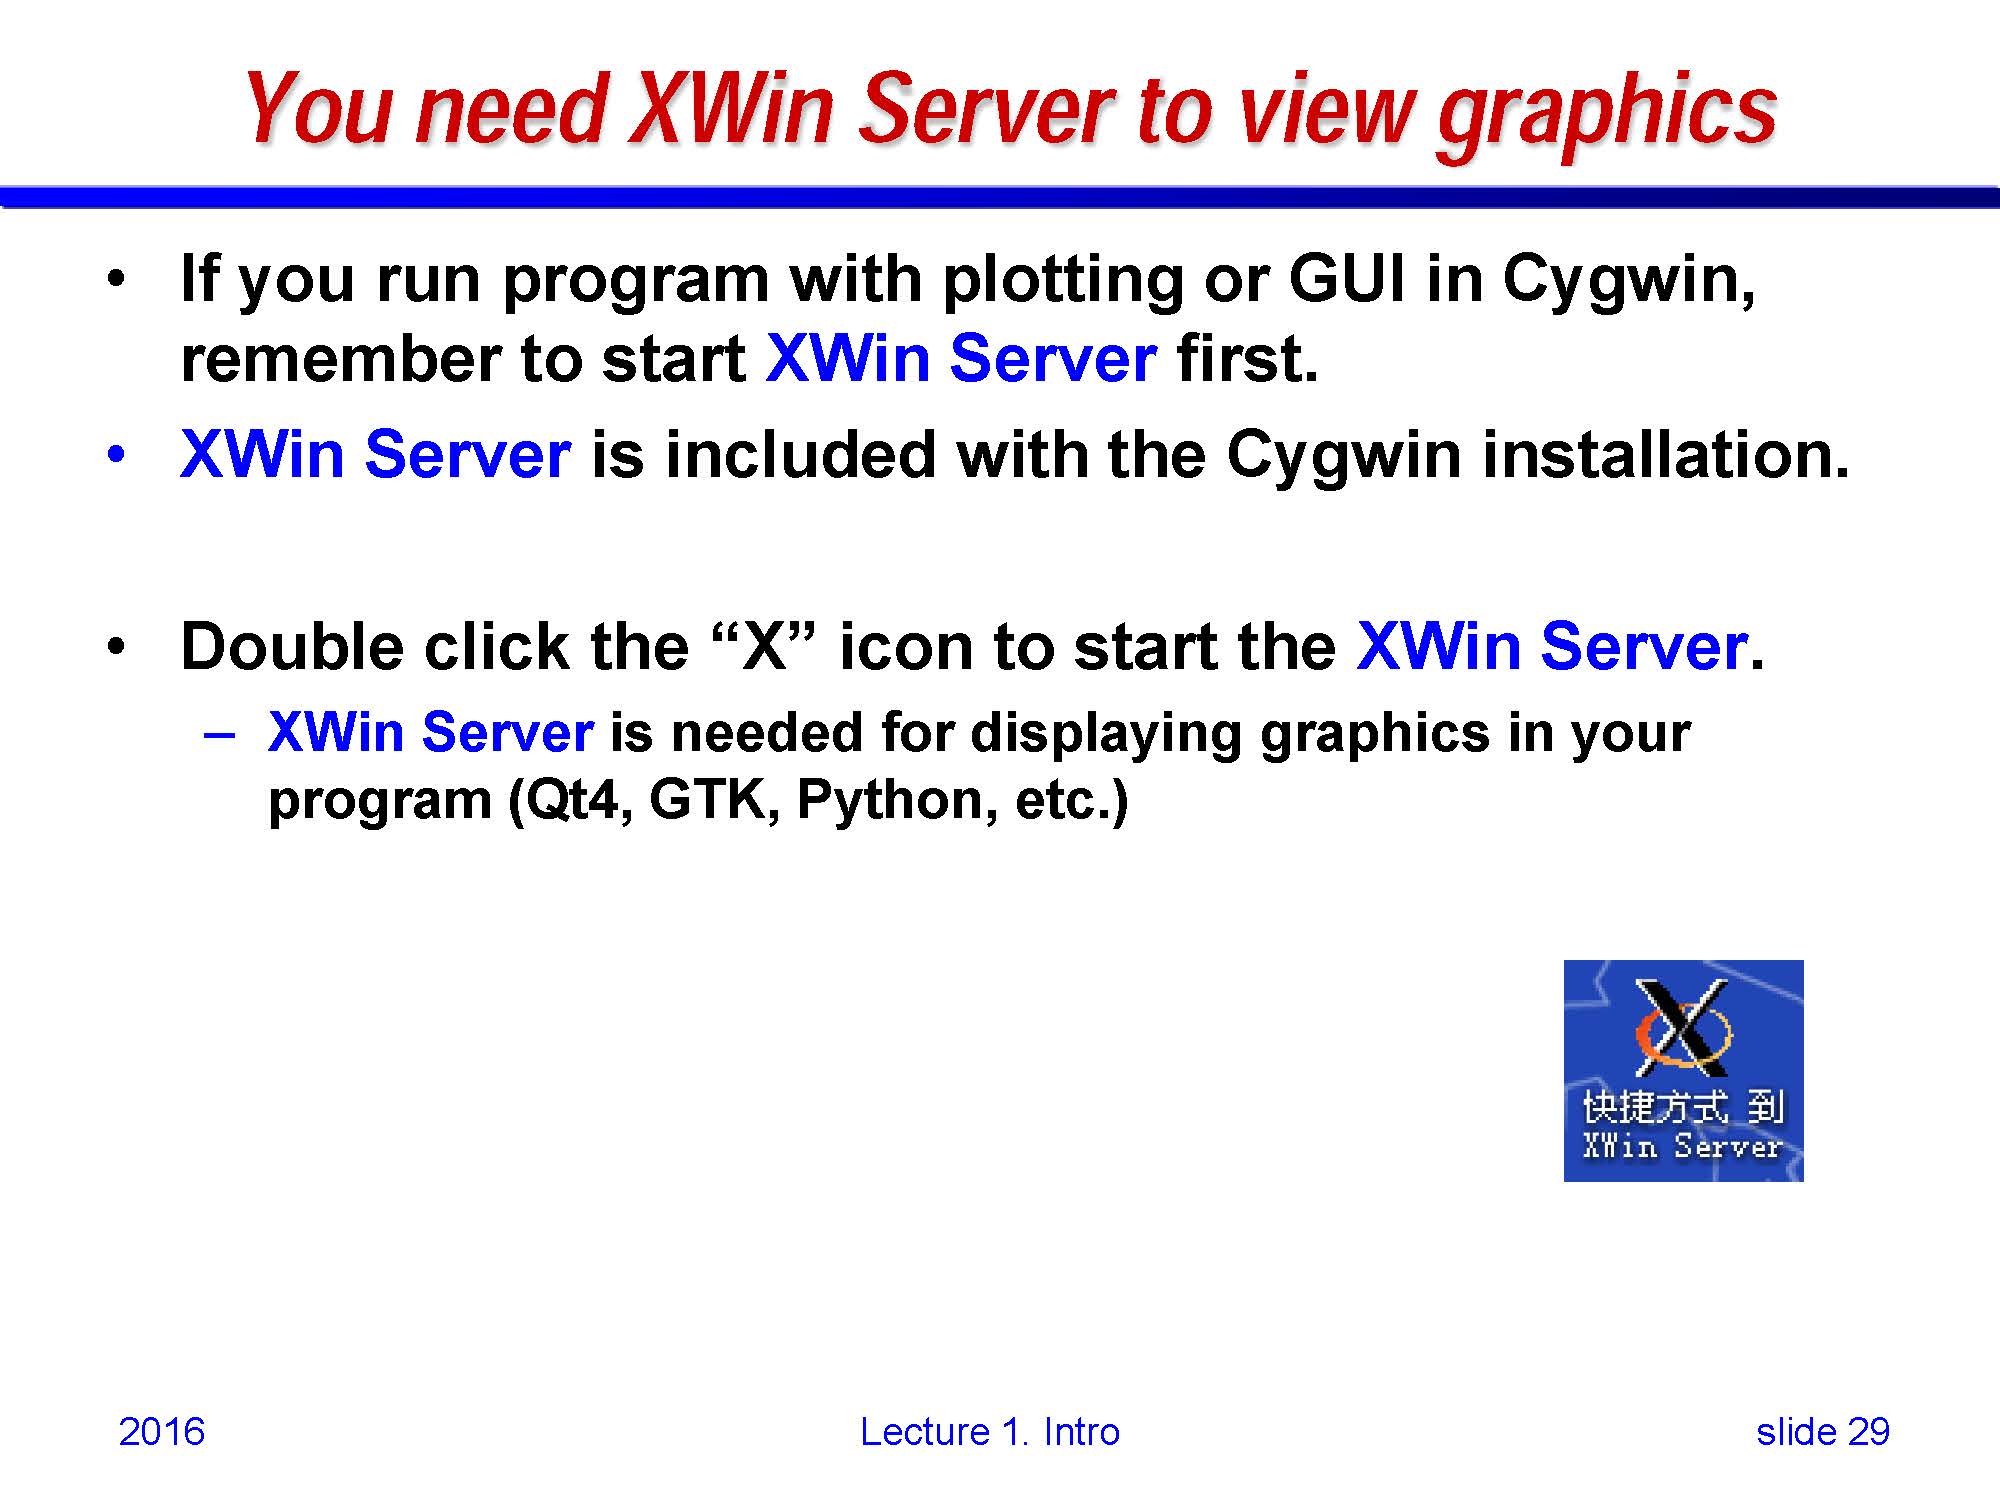 You need XWin Server to view graphics
• If you run program with plotting or GUI in Cygwin,
remember to start XWin Server first.
• XWin Server is included with the Cygwin installation.
• Double click the “X” icon to start the XWin Server.
– XWin Server is needed for displaying graphics in your
program (Qt4, GTK, Python, etc.)
快捷方式 到
XWin Server
2016 Lecture 1. Intro slide 29